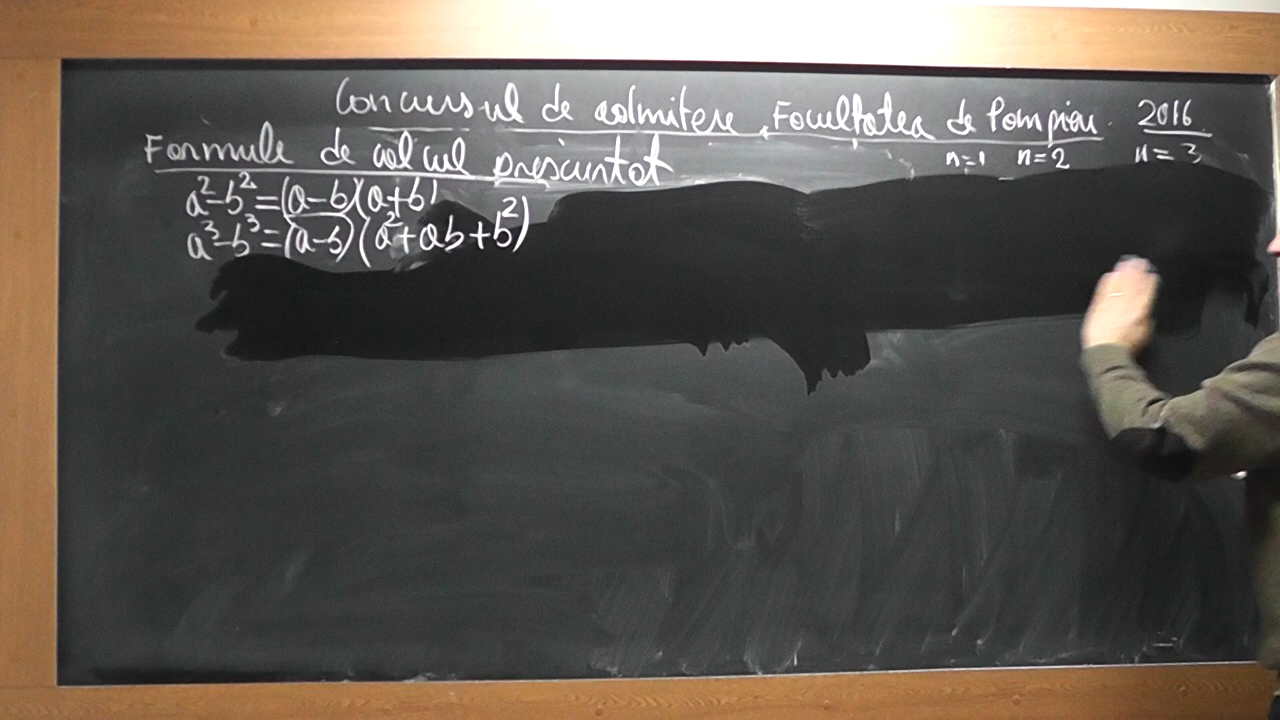 Concursul de admitere, Facultatea de Pompieri 2016
Formule de calcul prescurtat n=1 n=2 n=3
a²-b²=(a-b)(a+b)
a³-b³=(a-b)(a²+ab+b²)